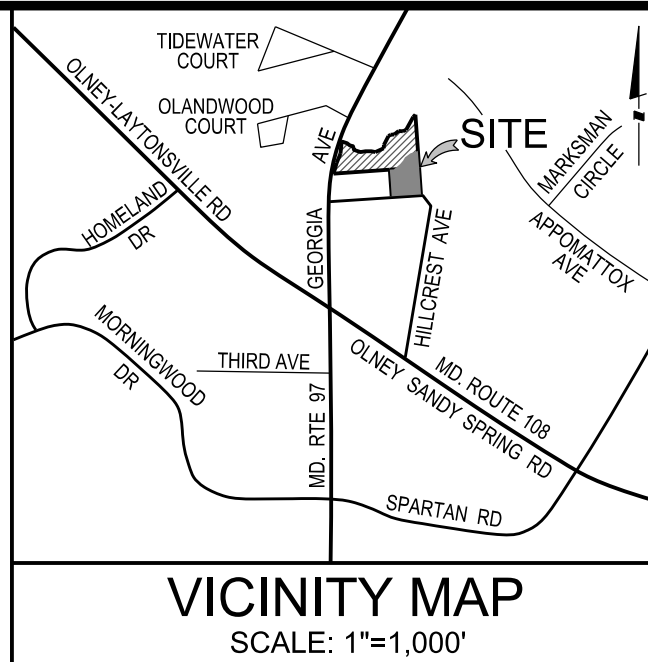 TIDEWATER
COURT
OLNEY-LAYTONSVILLE RD
OLANDWOOD
COURT
AVE
SITE
MARKSMAN
CIRCLE
HOMELAND
DR
GEORGIA
HILLCREST AVE
APPOMATTOX
AVE
MORNINGWOOD
DR
THIRD AVE
MD. ROUTE 108
OLNEY SANDY SPRING RD
MD. RTE 97
SPARTAN RD
VICINITY MAP
SCALE: 1"=1,000'